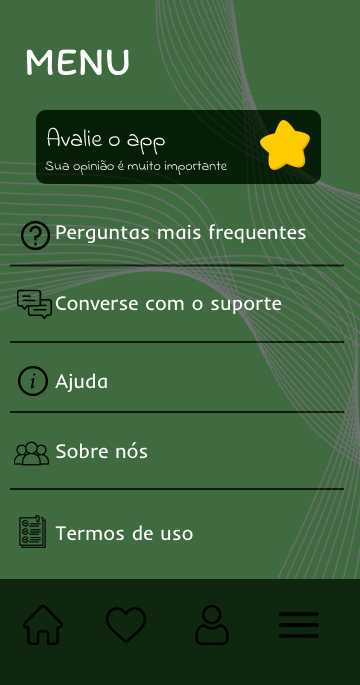 MENU
Avalie o app
Sua opinião é muito importante
Perguntas mais frequentes
Converse com o suporte
Ajuda
Sobre nós
Termos de uso